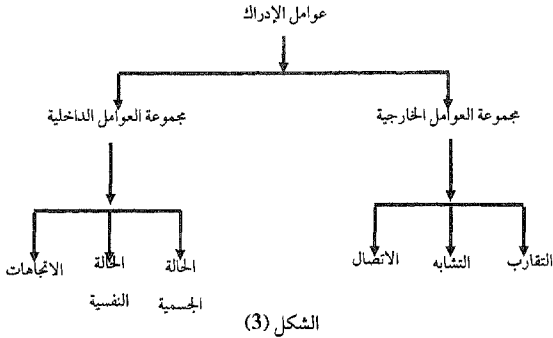 عوامل الإدراك
مجموعة العوامل الخارجية
مجموعة العوامل الداخلية
التقارب
التشابه
الاتصال
الحالة
الجسمية
الحالة
النفسية
الاتجاهات
الشكل (3)